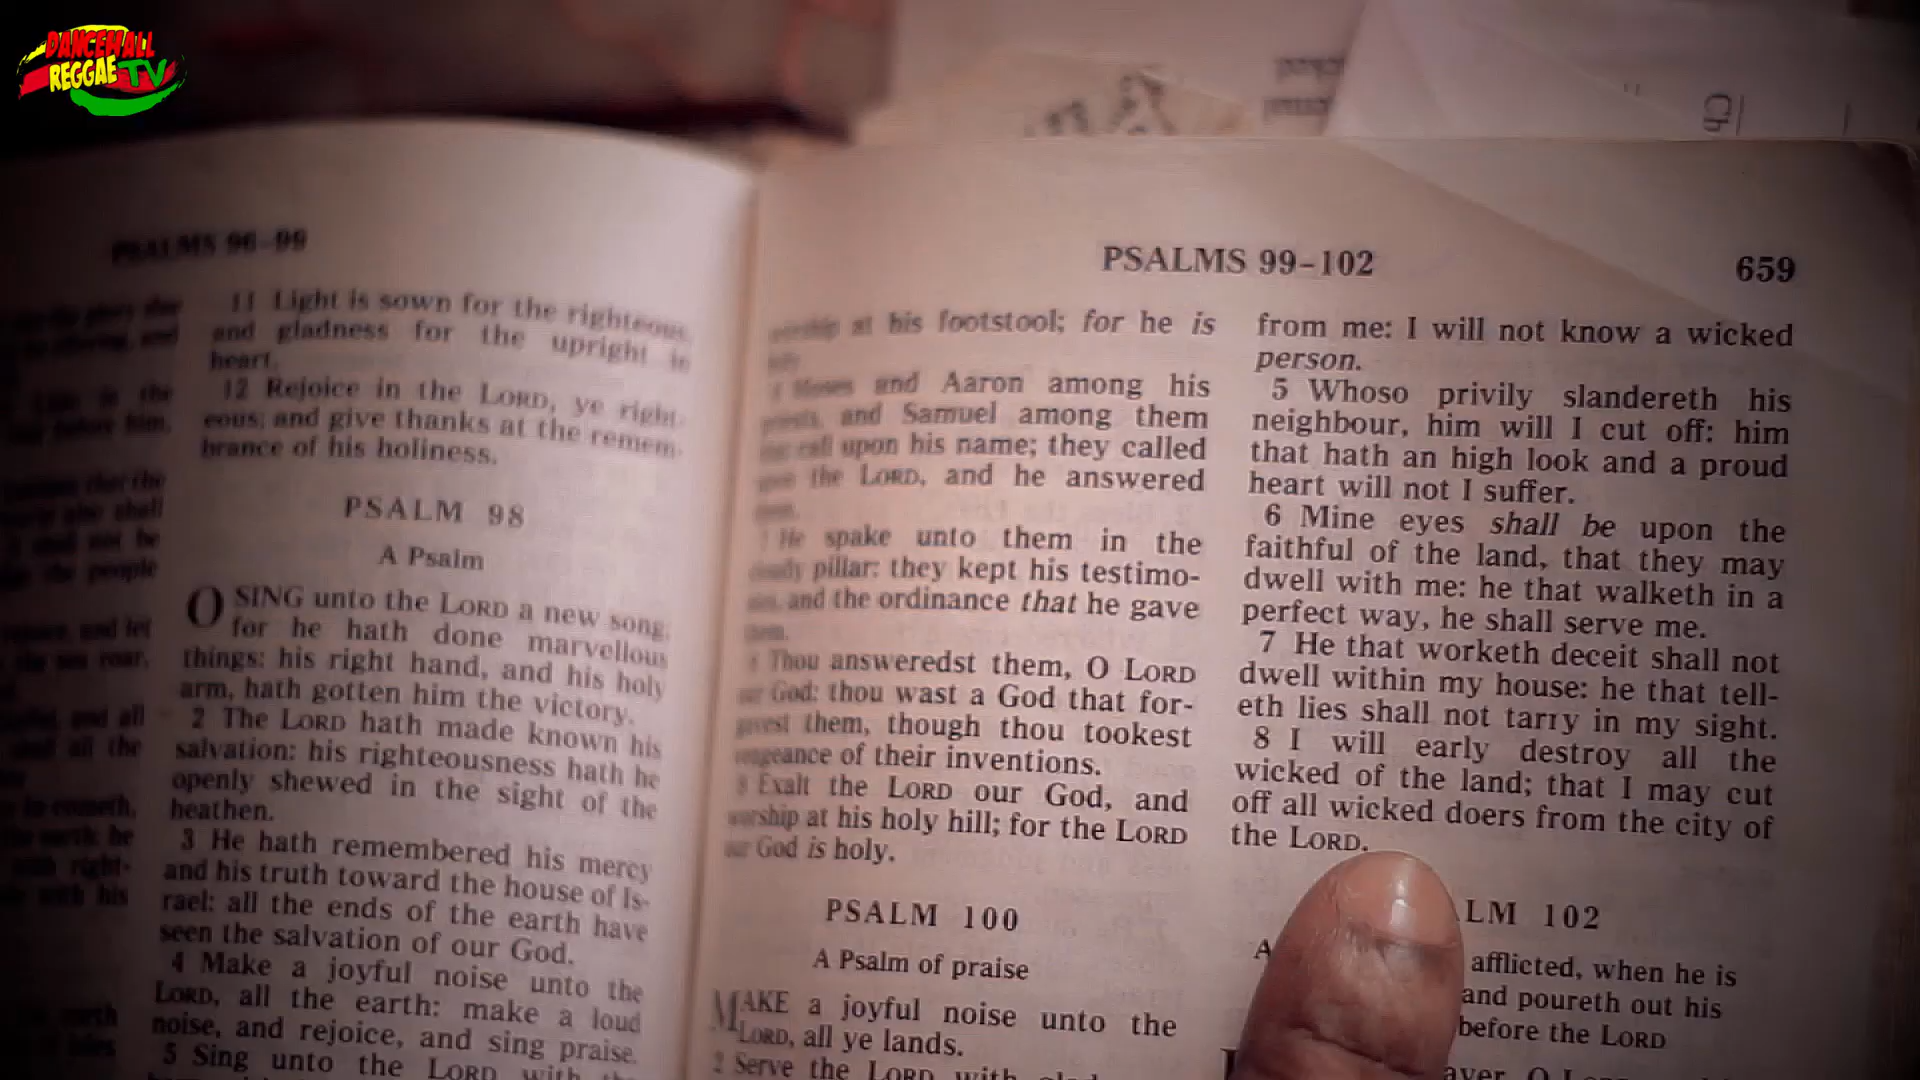 DANCEHALL
REGGAE TV
Ch
PSALMS 96-99
11 Light is sown for the righteous,
and gladness for the upright in
heart.
12 Rejoice in the LORD, ye right-
eous; and give thanks at the remem-
brance of his holiness.
PSALM 98
A Psalm
O SING unto the LORD a new song;
for he hath done marvellous
things: his right hand, and his holy
arm, hath gotten him the victory.
2 The LORD hath made known his
salvation: his righteousness hath he
openly shewed in the sight of the
heathen.
3 He hath remembered his mercy
and his truth toward the house of Is-
rael: all the ends of the earth have
seen the salvation of our God.
4 Make a joyful noise unto the
LORD, all the earth: make a loud
noise, and rejoice, and sing praise.
5 Sing unto the LORD with the
PSALMS 99-102
659
at his footstool; for he is
Moses and Aaron among his
and Samuel among them
call upon his name; they called
the LORD, and he answered
He spake unto them in the
pillar: they kept his testimo-
and the ordinance that he gave
Thou answeredst them, O LORD
our God: thou wast a God that for-
them, though thou tookest
vengeance of their inventions.
Exalt the LORD our God, and
worship at his holy hill; for the LORD
our God is holy.
PSALM 100
A Psalm of praise
MAKE a joyful noise unto the
LORD, all ye lands.
2 Serve the LORD with
from me: I will not know a wicked
person.
5 Whoso privily slandereth his
neighbour, him will I cut off: him
that hath an high look and a proud
heart will not I suffer.
6 Mine eyes shall be upon the
faithful of the land, that they may
dwell with me: he that walketh in a
perfect way, he shall serve me.
7 He that worketh deceit shall not
dwell within my house: he that tell-
eth lies shall not tarry in my sight.
8 I will early destroy all the
wicked of the land; that I may cut
off all wicked doers from the city of
the LORD.
LM 102
A
afflicted, when he is
and poureth out his
before the LORD